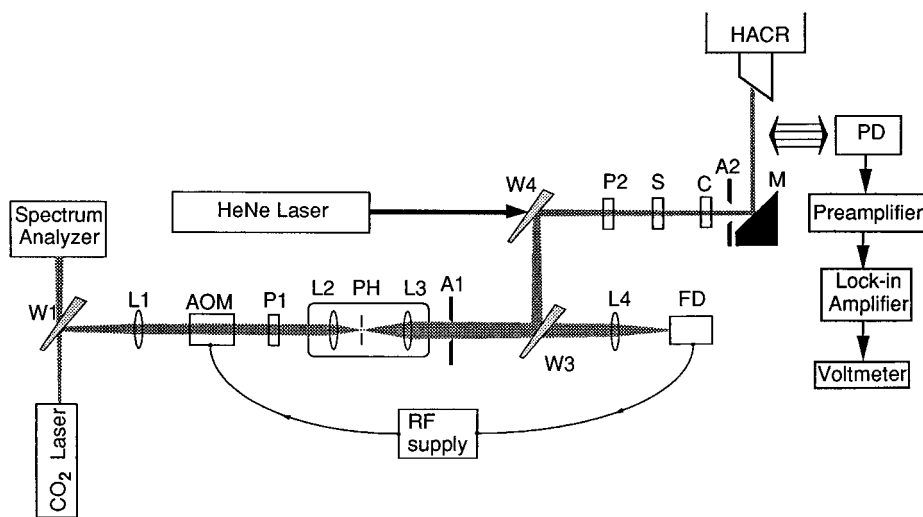 HACR
PD
Preamplifier
Lock-in
Amplifier
Voltmeter
W4
P2
S
C
A2
M
HeNe Laser
Spectrum
Analyzer
W1
L1
AOM
P1
L2
PH
L3
A1
W3
L4
FD
RF
supply
CO2 Laser